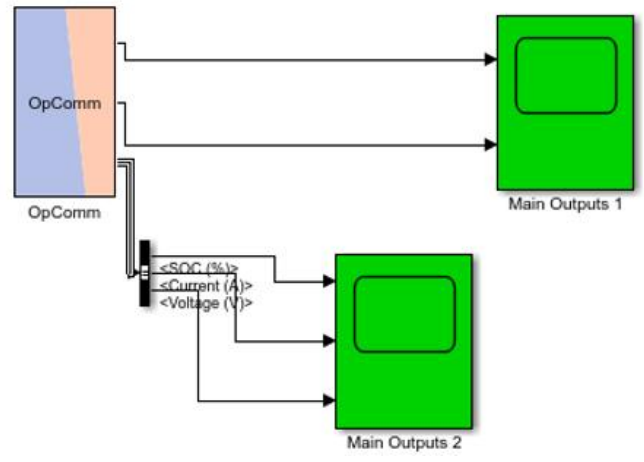 OpComm
OpComm
Main Outputs 1
<SOC (%)>
<Current (A)>
<Voltage (V)>
Main Outputs 2